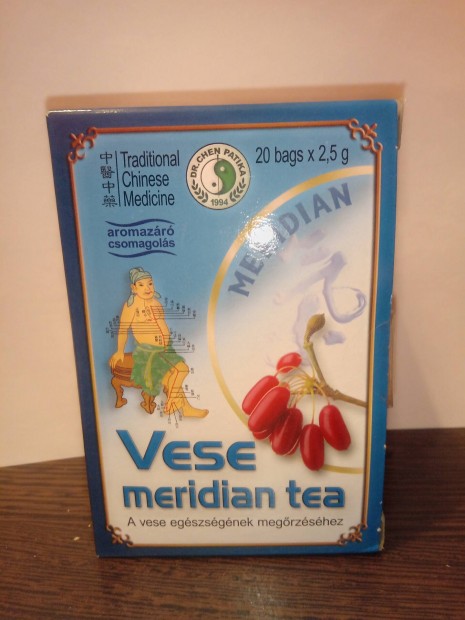 中醫中藥
Traditional
Chinese
Medicine
DR. CHEN PATIKA
1994
20 bags x 2,5 g
aromazáró
csomagolás
MERIDIAN
Vese
meridian tea
A vese egészségének megőrzéséhez